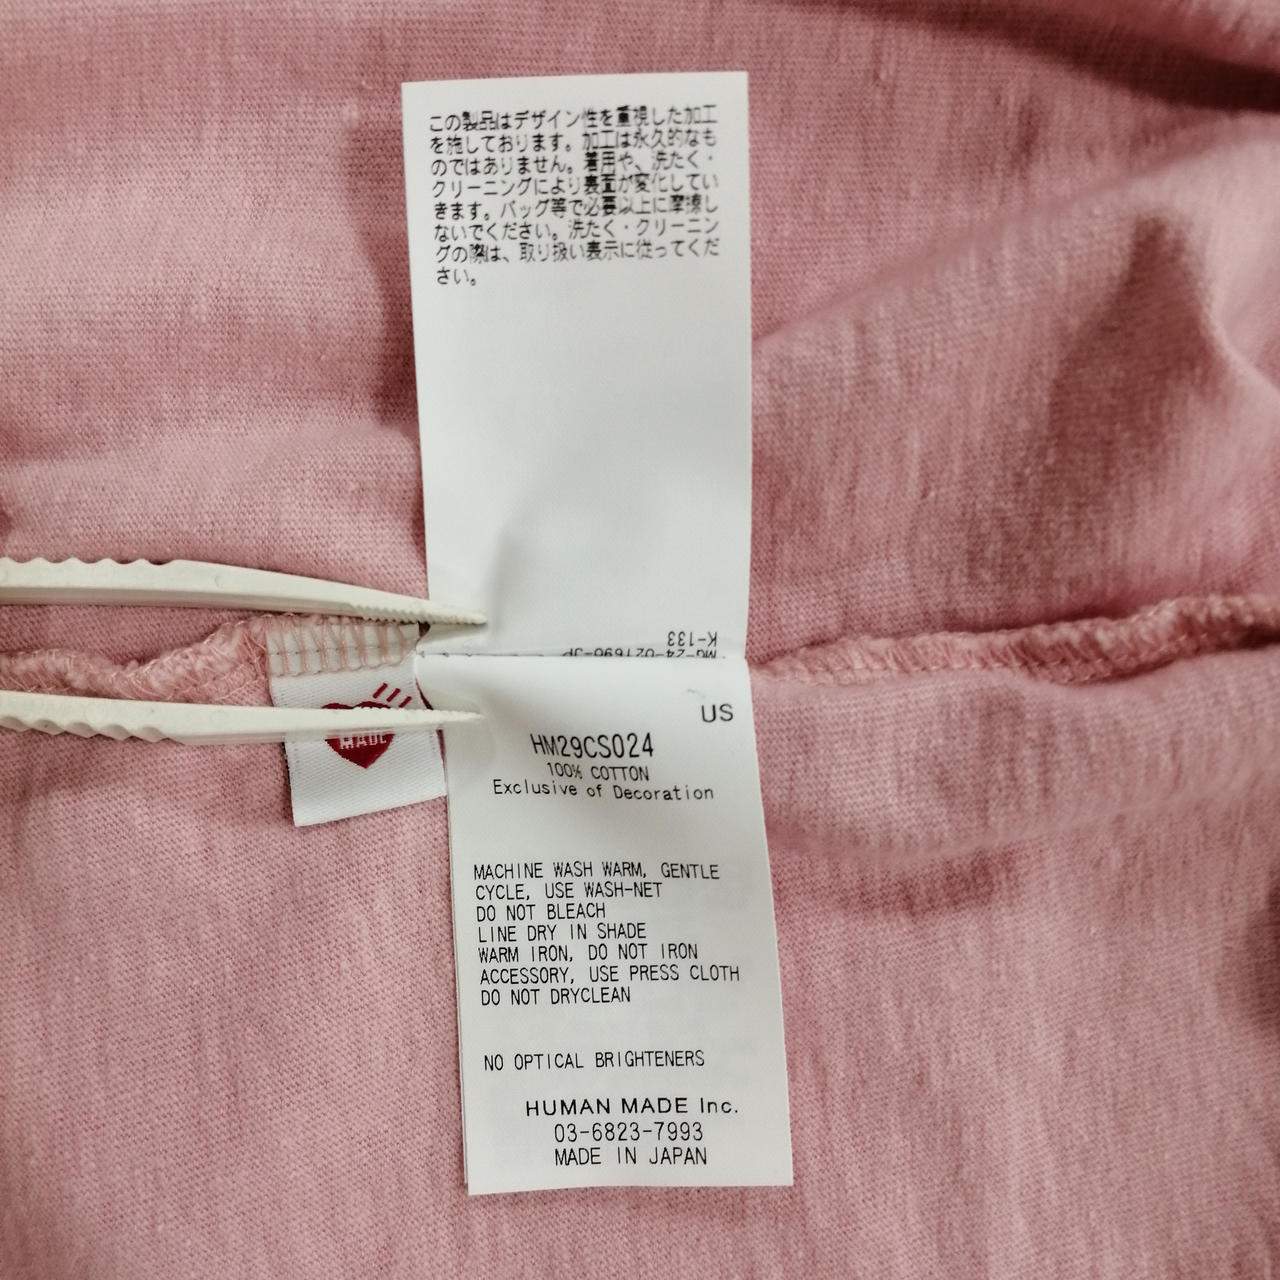 この製品はデザイン性を重視した加工
を施しております。加工は永久的なも
のではありません。着用や、洗たく・
クリーニングにより表面が変化してい
きます。バッグ等で必要以上に摩擦し
ないでください。洗たく・クリーニン
グの際は、取り扱い表示に従ってくだ
さい。
K-133
MG-24-021690-JP
MADE
US
HM29CS024
100% COTTON
Exclusive of Decoration
MACHINE WASH WARM, GENTLE
CYCLE, USE WASH-NET
DO NOT BLEACH
LINE DRY IN SHADE
WARM IRON, DO NOT IRON
ACCESSORY, USE PRESS CLOTH
DO NOT DRYCLEAN
NO OPTICAL BRIGHTENERS
HUMAN MADE Inc.
03-6823-7993
MADE IN JAPAN